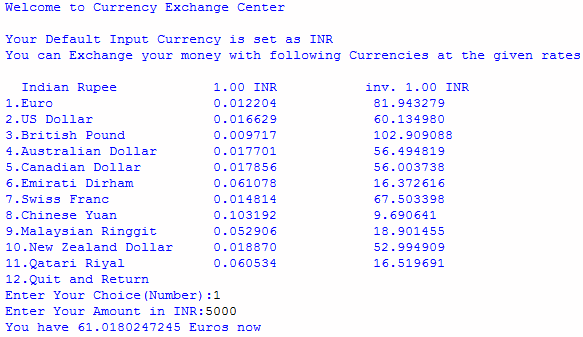 Welcome to Currency Exchange Center
Your Default Input Currency is set as INR
You can Exchange your money with following Currencies at the given rates
Indian Rupee 1.00 INR inv. 1.00 INR
1.Euro 0.012204 81.943279
2.US Dollar 0.016629 60.134980
3.British Pound 0.009717 102.909088
4.Australian Dollar 0.017701 56.494819
5.Canadian Dollar 0.017856 56.003738
6.Emirati Dirham 0.061078 16.372616
7.Swiss Franc 0.014814 67.503398
8.Chinese Yuan 0.103192 9.690641
9.Malaysian Ringgit 0.052906 18.901455
10.New Zealand Dollar 0.018870 52.994909
11.Qatari Riyal 0.060534 16.519691
12.Quit and Return
Enter Your Choice(Number):1
Enter Your Amount in INR:5000
You have 61.0180247245 Euros now